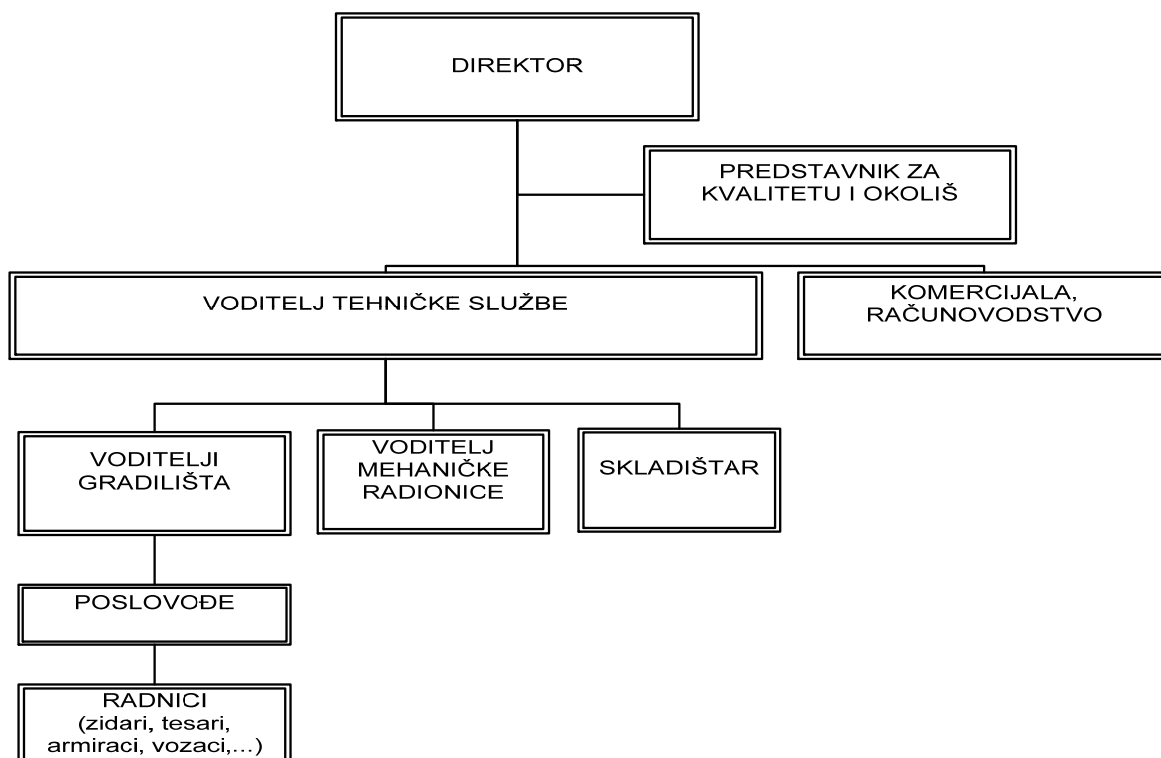 DIREKTOR
PREDSTAVNIK ZA
KVALITETU I OKOLIŠ
VODITELJ TEHNIČKE SLUŽBE
KOMERCIJALA,
RAČUNOVODSTVO
VODITELJI
GRADILIŠTA
VODITELJ
MEHANIČKE
RADIONICE
SKLADIŠTAR
POSLOVOĐE
RADNICI
(zidari, tesari,
armiraci, vozaci,...)